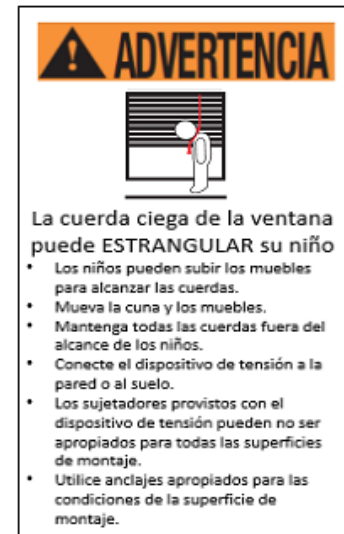 ADVERTENCIA
La cuerda ciega de la ventana
puede ESTRANGULAR su niño
• Los niños pueden subir los muebles
para alcanzar las cuerdas.
• Mueva la cuna y los muebles.
• Mantenga todas las cuerdas fuera del
alcance de los niños.
• Conecte el dispositivo de tensión a la
pared o al suelo.
• Los sujetadores provistos con el
dispositivo de tensión pueden no ser
apropiados para todas las superficies
de montaje.
• Utilice anclajes apropiados para las
condiciones de la superficie de
montaje.